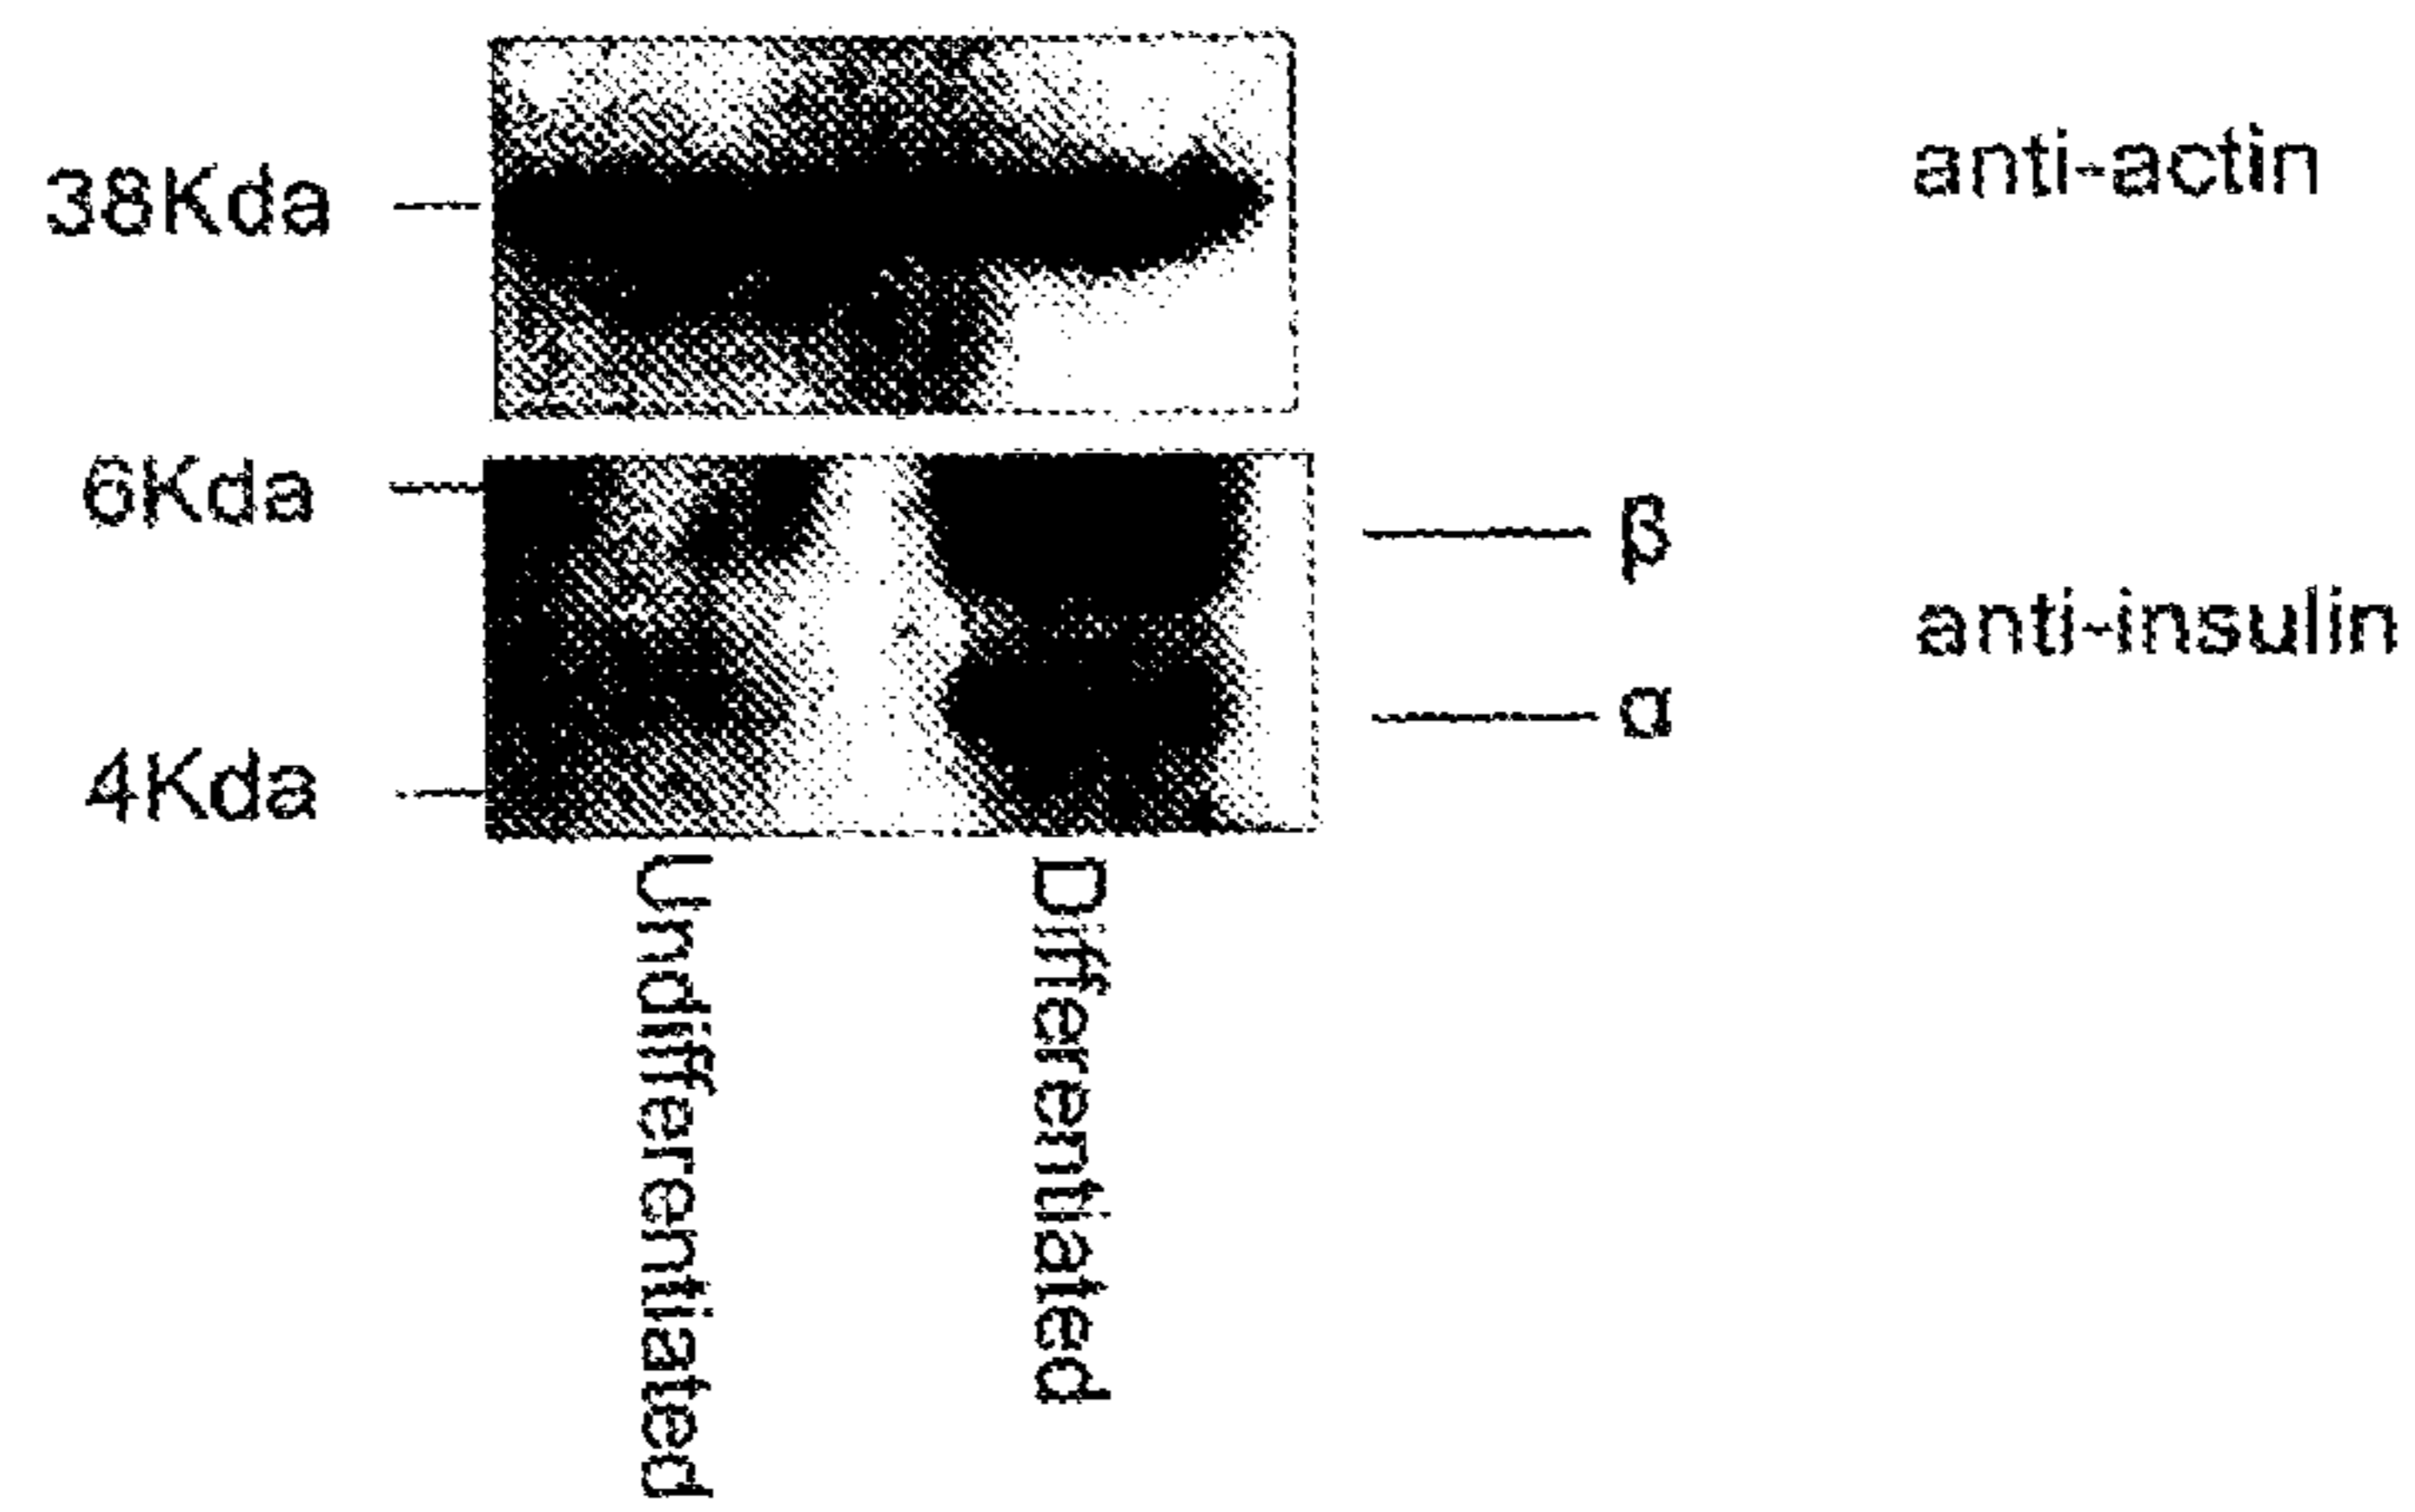 38Kda
anti-actin
6Kda
β
anti-insulin
α
4Kda
Undifferentiated
Differentiated